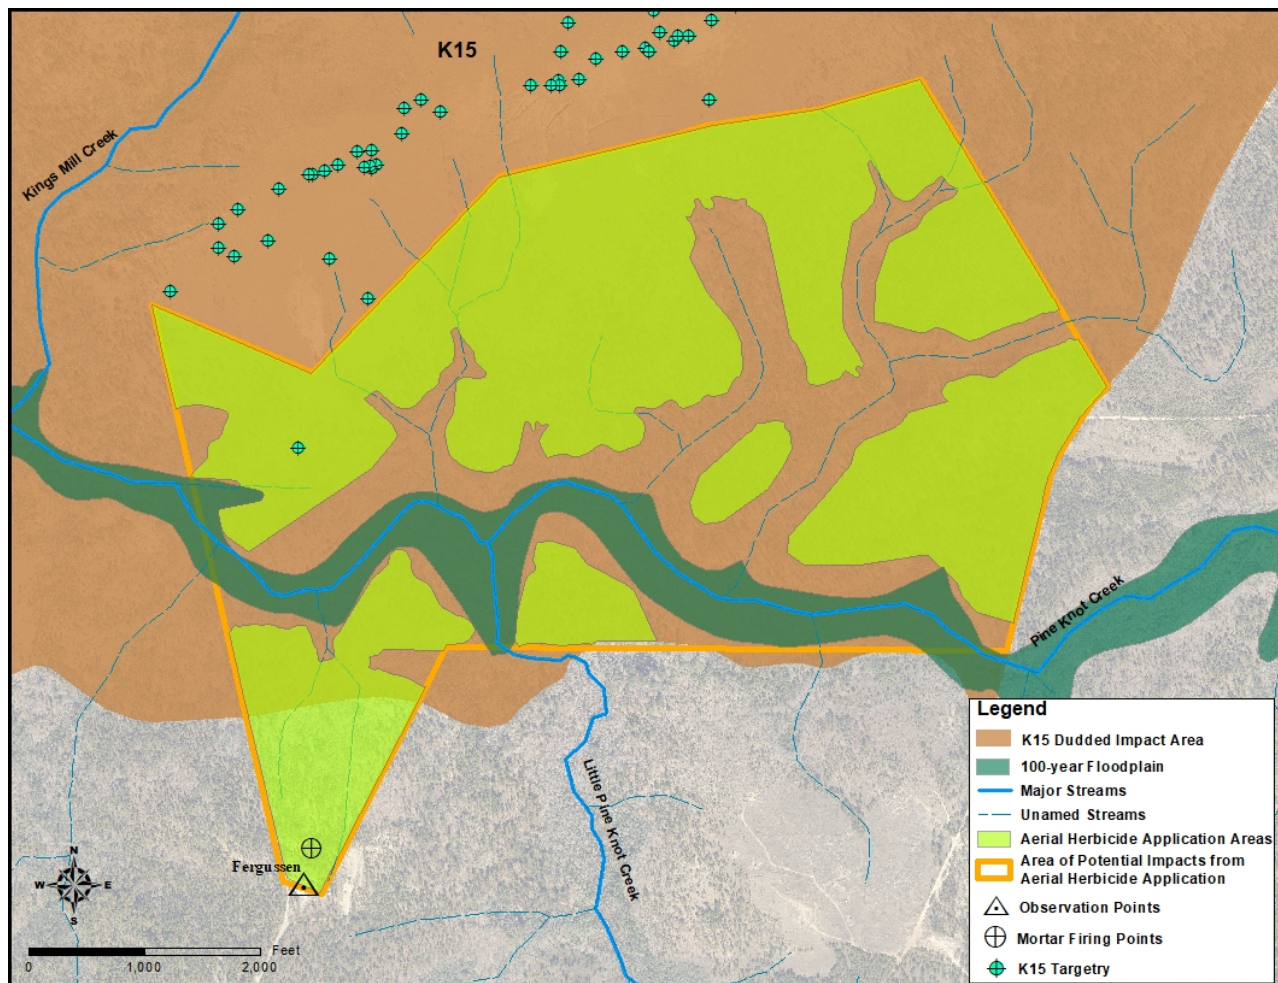 K15
Kings Mill Creek
Pine Knot Creek
Little Pine Knot Creek
Fergussen
N
W
E
S
Feet
0
1,000
2,000
Legend
K15 Dudded Impact Area
100-year Floodplain
Major Streams
Unamed Streams
Aerial Herbicide Application Areas
Area of Potential Impacts from
Aerial Herbicide Application
Observation Points
Mortar Firing Points
K15 Targetry